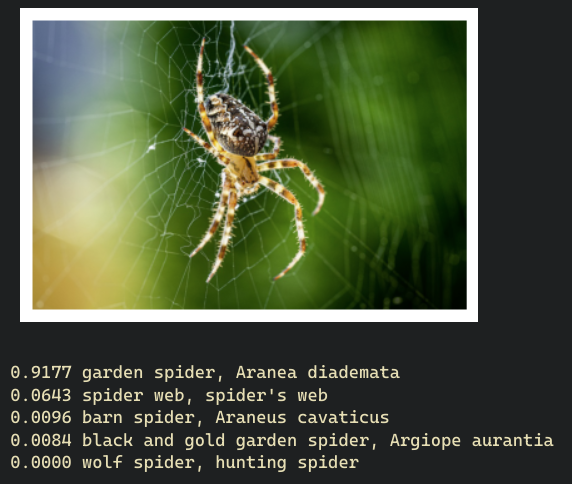 0.9177 garden spider, Aranea diademata
0.0643 spider web, spider's web
0.0096 barn spider, Araneus cavaticus
0.0084 black and gold garden spider, Argiope aurantia
0.0000 wolf spider, hunting spider